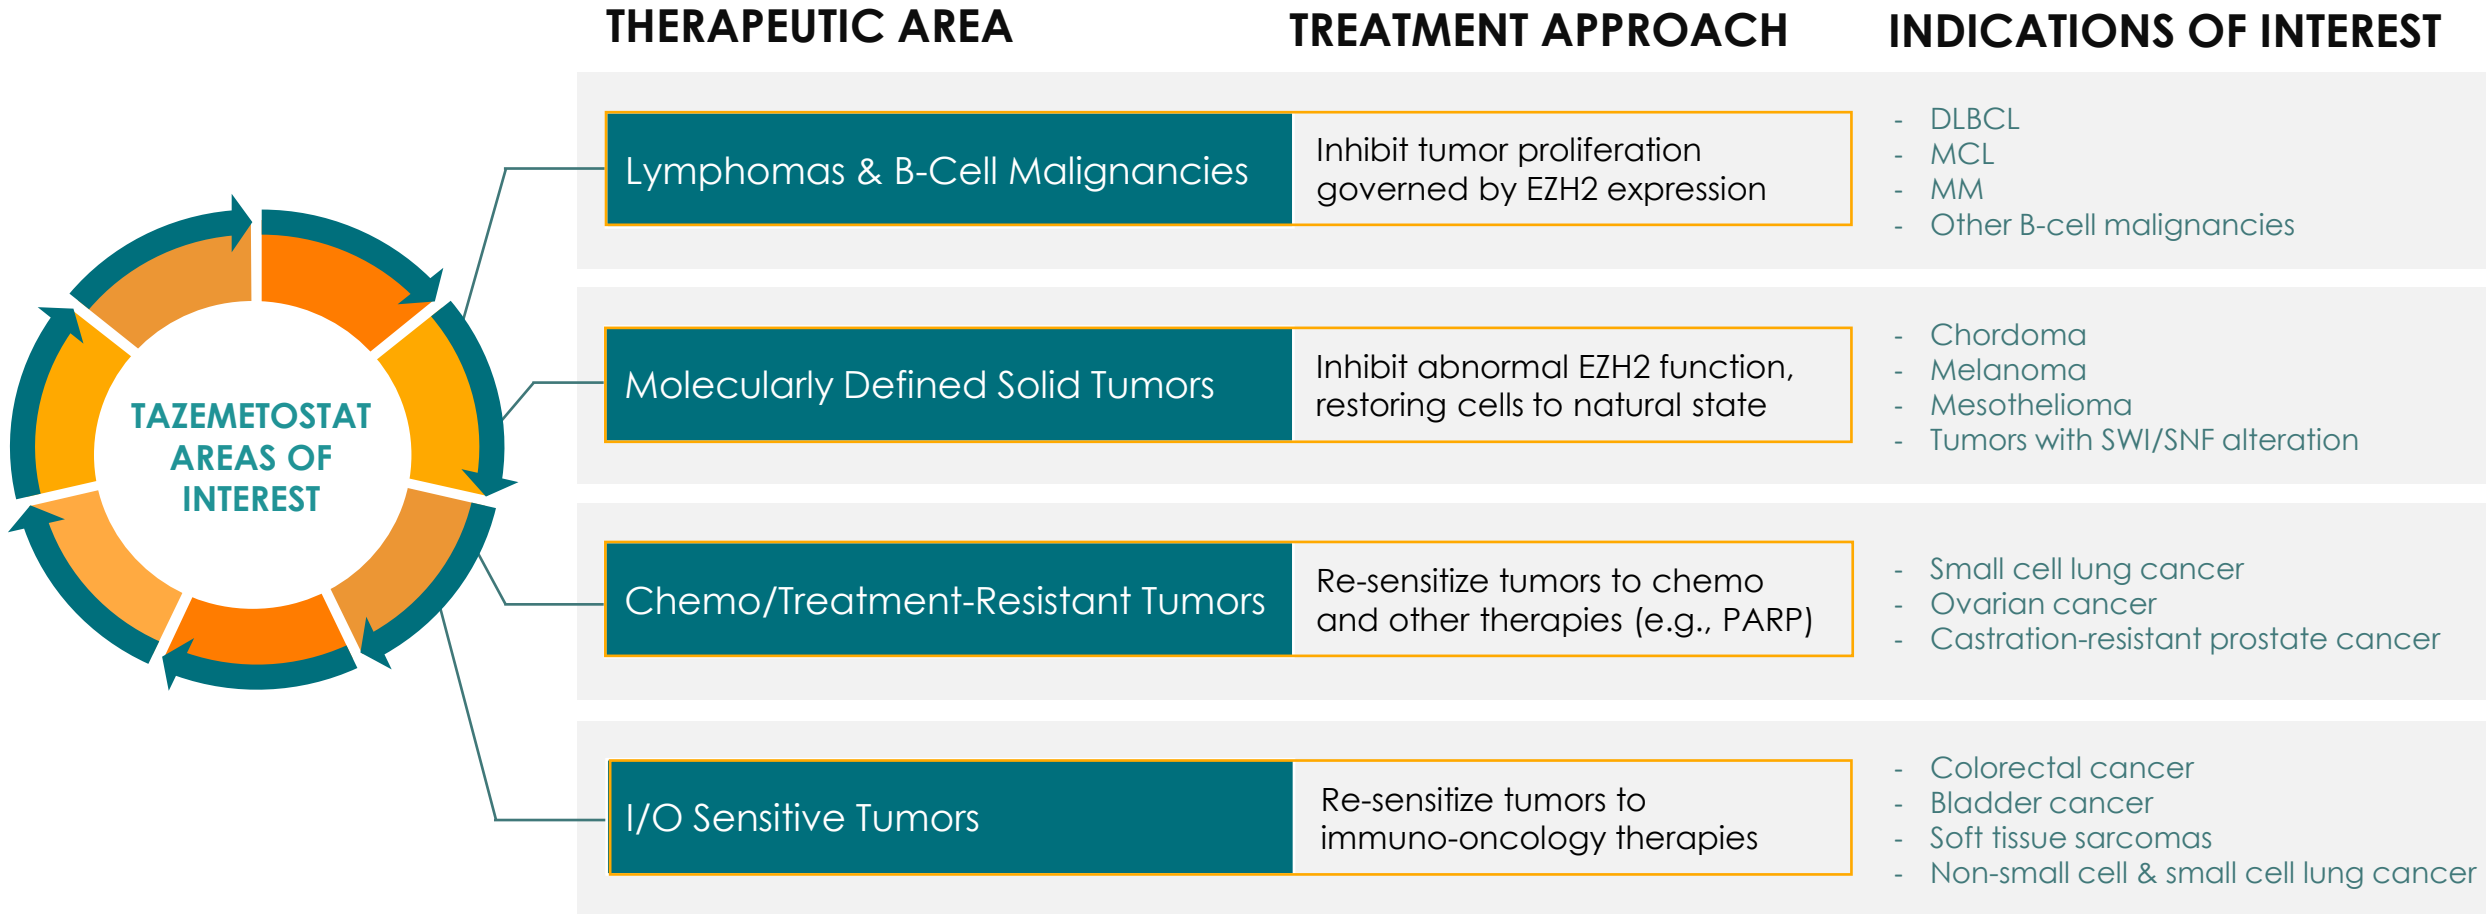 THERAPEUTIC AREA
TREATMENT APPROACH
INDICATIONS OF INTEREST
TAZEMETOSTAT
AREAS OF
INTEREST
Lymphomas & B-Cell Malignancies
Inhibit tumor proliferation
governed by EZH2 expression
- DLBCL
- MCL
- MM
- Other B-cell malignancies
Molecularly Defined Solid Tumors
Inhibit abnormal EZH2 function,
restoring cells to natural state
- Chordoma
- Melanoma
- Mesothelioma
- Tumors with SWI/SNF alteration
Chemo/Treatment-Resistant Tumors
Re-sensitize tumors to chemo
and other therapies (e.g., PARP)
- Small cell lung cancer
- Ovarian cancer
- Castration-resistant prostate cancer
I/O Sensitive Tumors
Re-sensitize tumors to
immuno-oncology therapies
- Colorectal cancer
- Bladder cancer
- Soft tissue sarcomas
- Non-small cell & small cell lung cancer